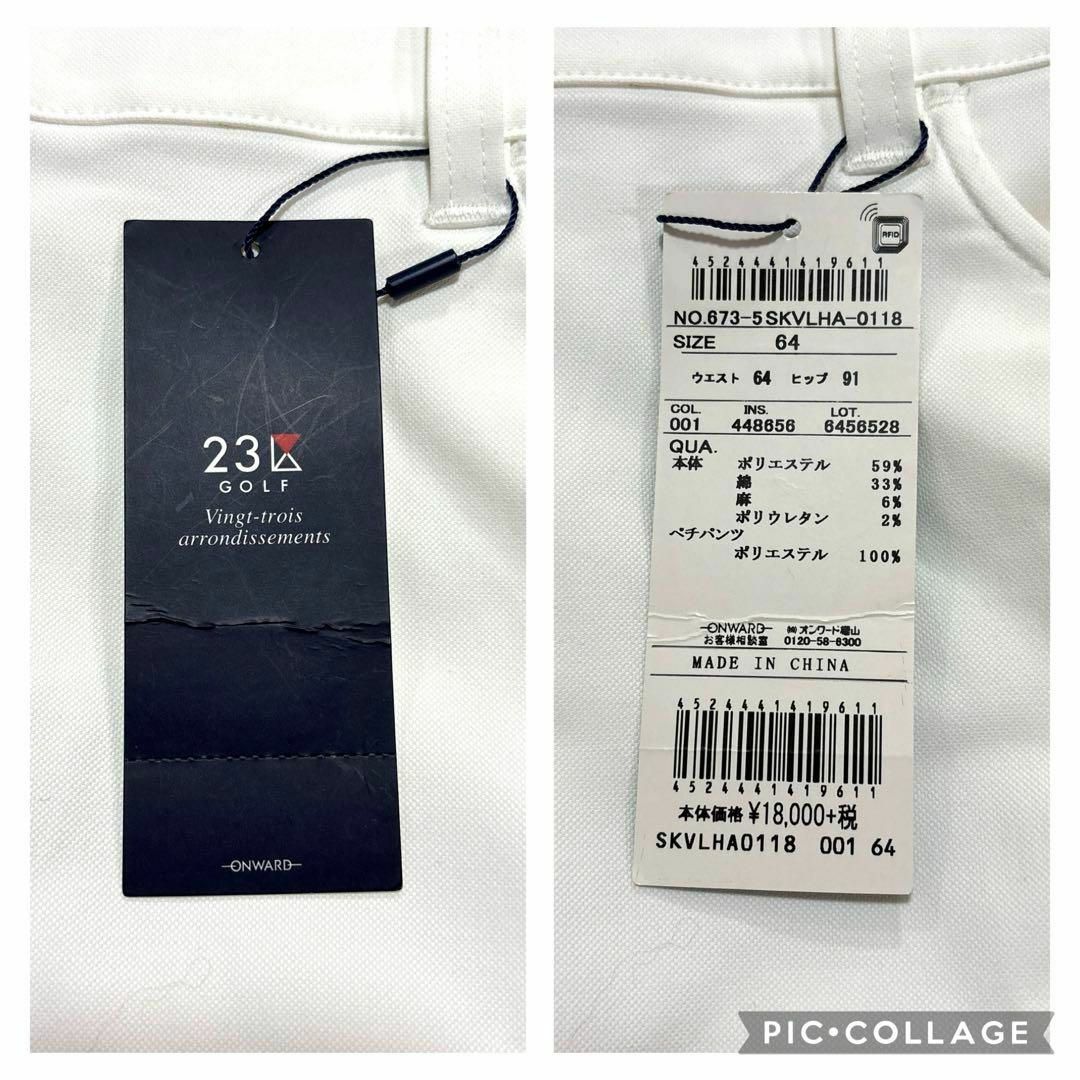 23区
GOLF
Vingt-trois
arrondissements
ONWARD
RFID
4524441419611
NO.673-5SKVLHA-0118
SIZE 64
ウエスト 64 ヒップ 91
COL. INS. LOT.
001 448656 6456528
QUA.
本体 ポリエステル 59%
綿 33%
麻 6%
ポリウレタン 2%
ペチパンツ
ポリエステル 100%
ONWARD ㈱オンワード樫山
お客様相談室 0120-58-6300
MADE IN CHINA
4524441419611
4524441419611
本体価格 ¥18,000+税
SKVLHA0118 001 64
PIC•COLLAGE